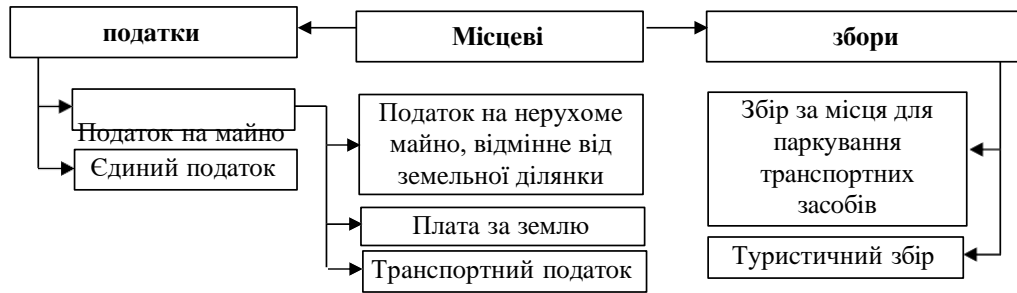 податки
Місцеві
збори
Податок на майно
Єдиний податок
Податок на нерухоме
майно, відмінне від
земельної ділянки
Плата за землю
Транспортний податок
Збір за місця для
паркування
транспортних
засобів
Туристичний збір